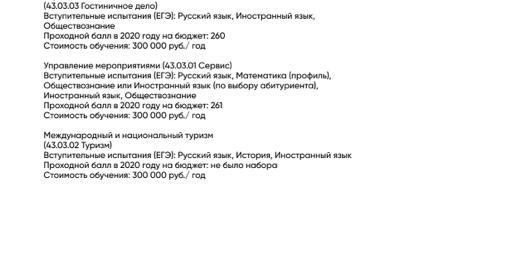 (43.03.03 Гостиничное дело)
Вступительные испытания (ЕГЭ): Русский язык, Иностранный язык,
Обществознание
Проходной балл в 2020 году на бюджет: 260
Стоимость обучения: 300 000 руб./ год
Управление мероприятиями (43.03.01 Сервис)
Вступительные испытания (ЕГЭ): Русский язык, Математика (профиль),
Обществознание или Иностранный язык (по выбору абитуриента),
Иностранный язык, Обществознание
Проходной балл в 2020 году на бюджет: 261
Стоимость обучения: 300 000 руб./ год
Международный и национальный туризм
(43.03.02 Туризм)
Вступительные испытания (ЕГЭ): Русский язык, История, Иностранный язык
Проходной балл в 2020 году на бюджет: не было набора
Стоимость обучения: 300 000 руб./ год